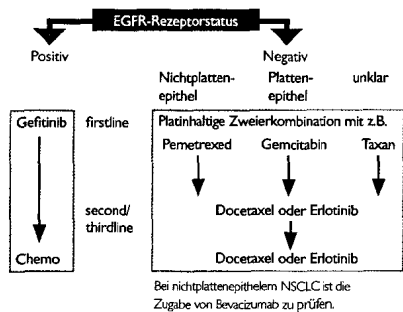 EGFR-Rezeptorstatus
Positiv Negativ
Nichtplatten-
epithel
Platten-
epithel
unklar
Gefitinib firstline Platinhaltige Zweierkombination mit z.B.
Pemetrexed Gemcitabin Taxan
second/
thirdline
Docetaxel oder Erlotinib
Chemo Docetaxel oder Erlotinib
Bei nichtplattenepithelem NSCLC ist die
Zugabe von Bevacizumab zu prüfen.